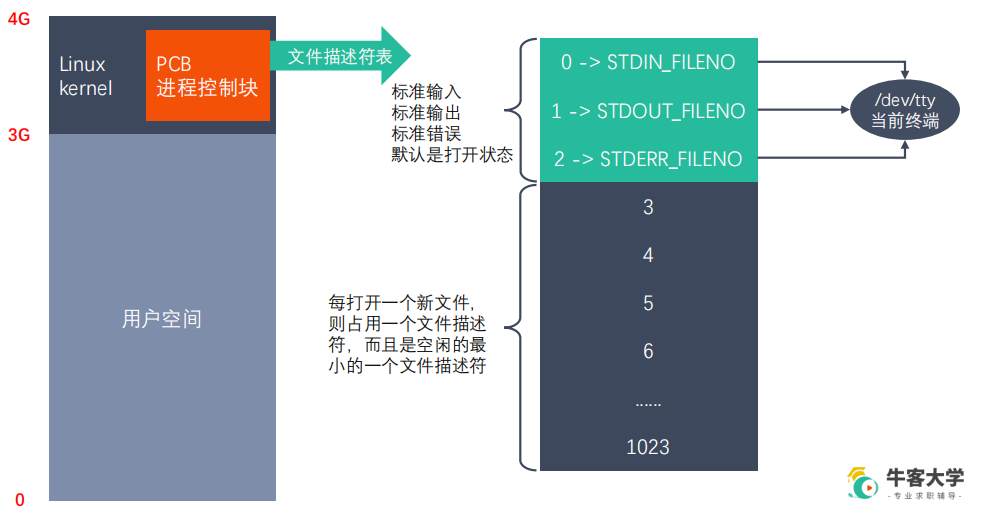 4G
Linux
kernel
PCB
进程控制块
文件描述符表
3G
用户空间
0
标准输入
标准输出
标准错误
默认是打开状态
每打开一个新文件，
则占用一个文件描述
符，而且是空闲的最
小的一个文件描述符
0 -> STDIN_FILENO
1 -> STDOUT_FILENO
2 -> STDERR_FILENO
3
4
5
6
......
1023
/dev/tty
当前终端
牛客大学
-专业求职辅导-